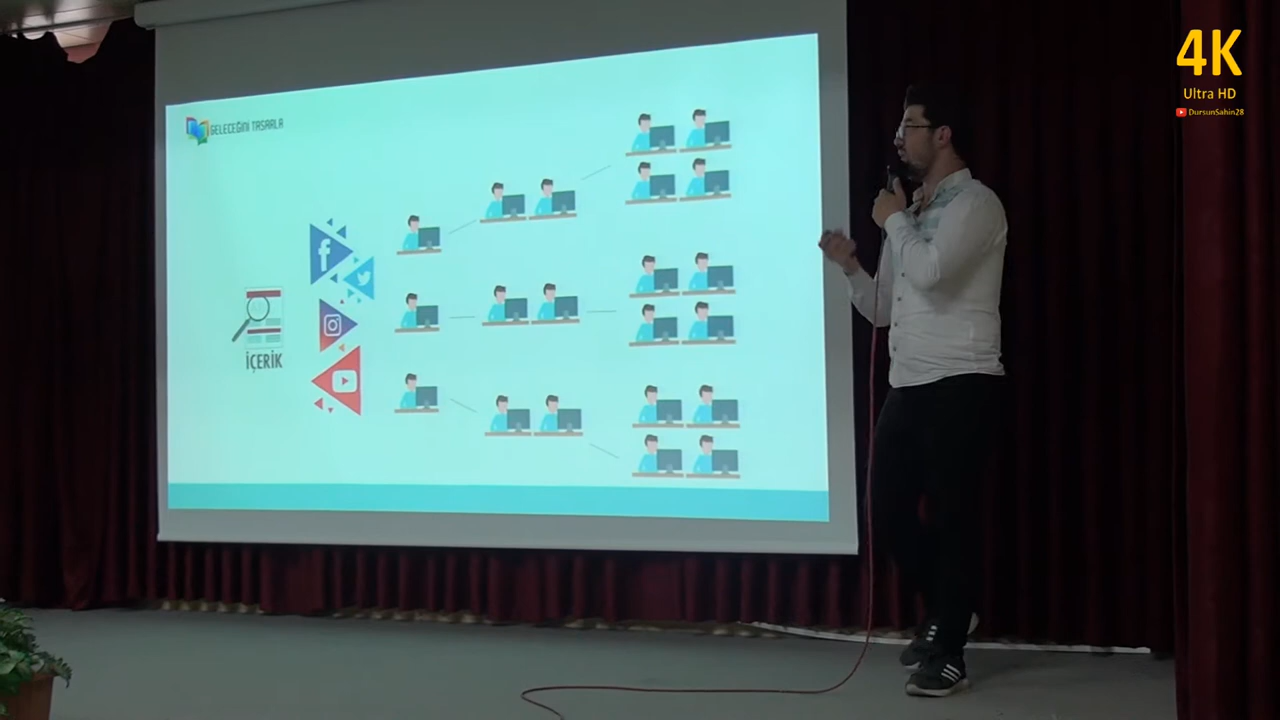 4K
Ultra HD
DursunSahin28
GELECEĞİNİ TASARLA
İÇERİK